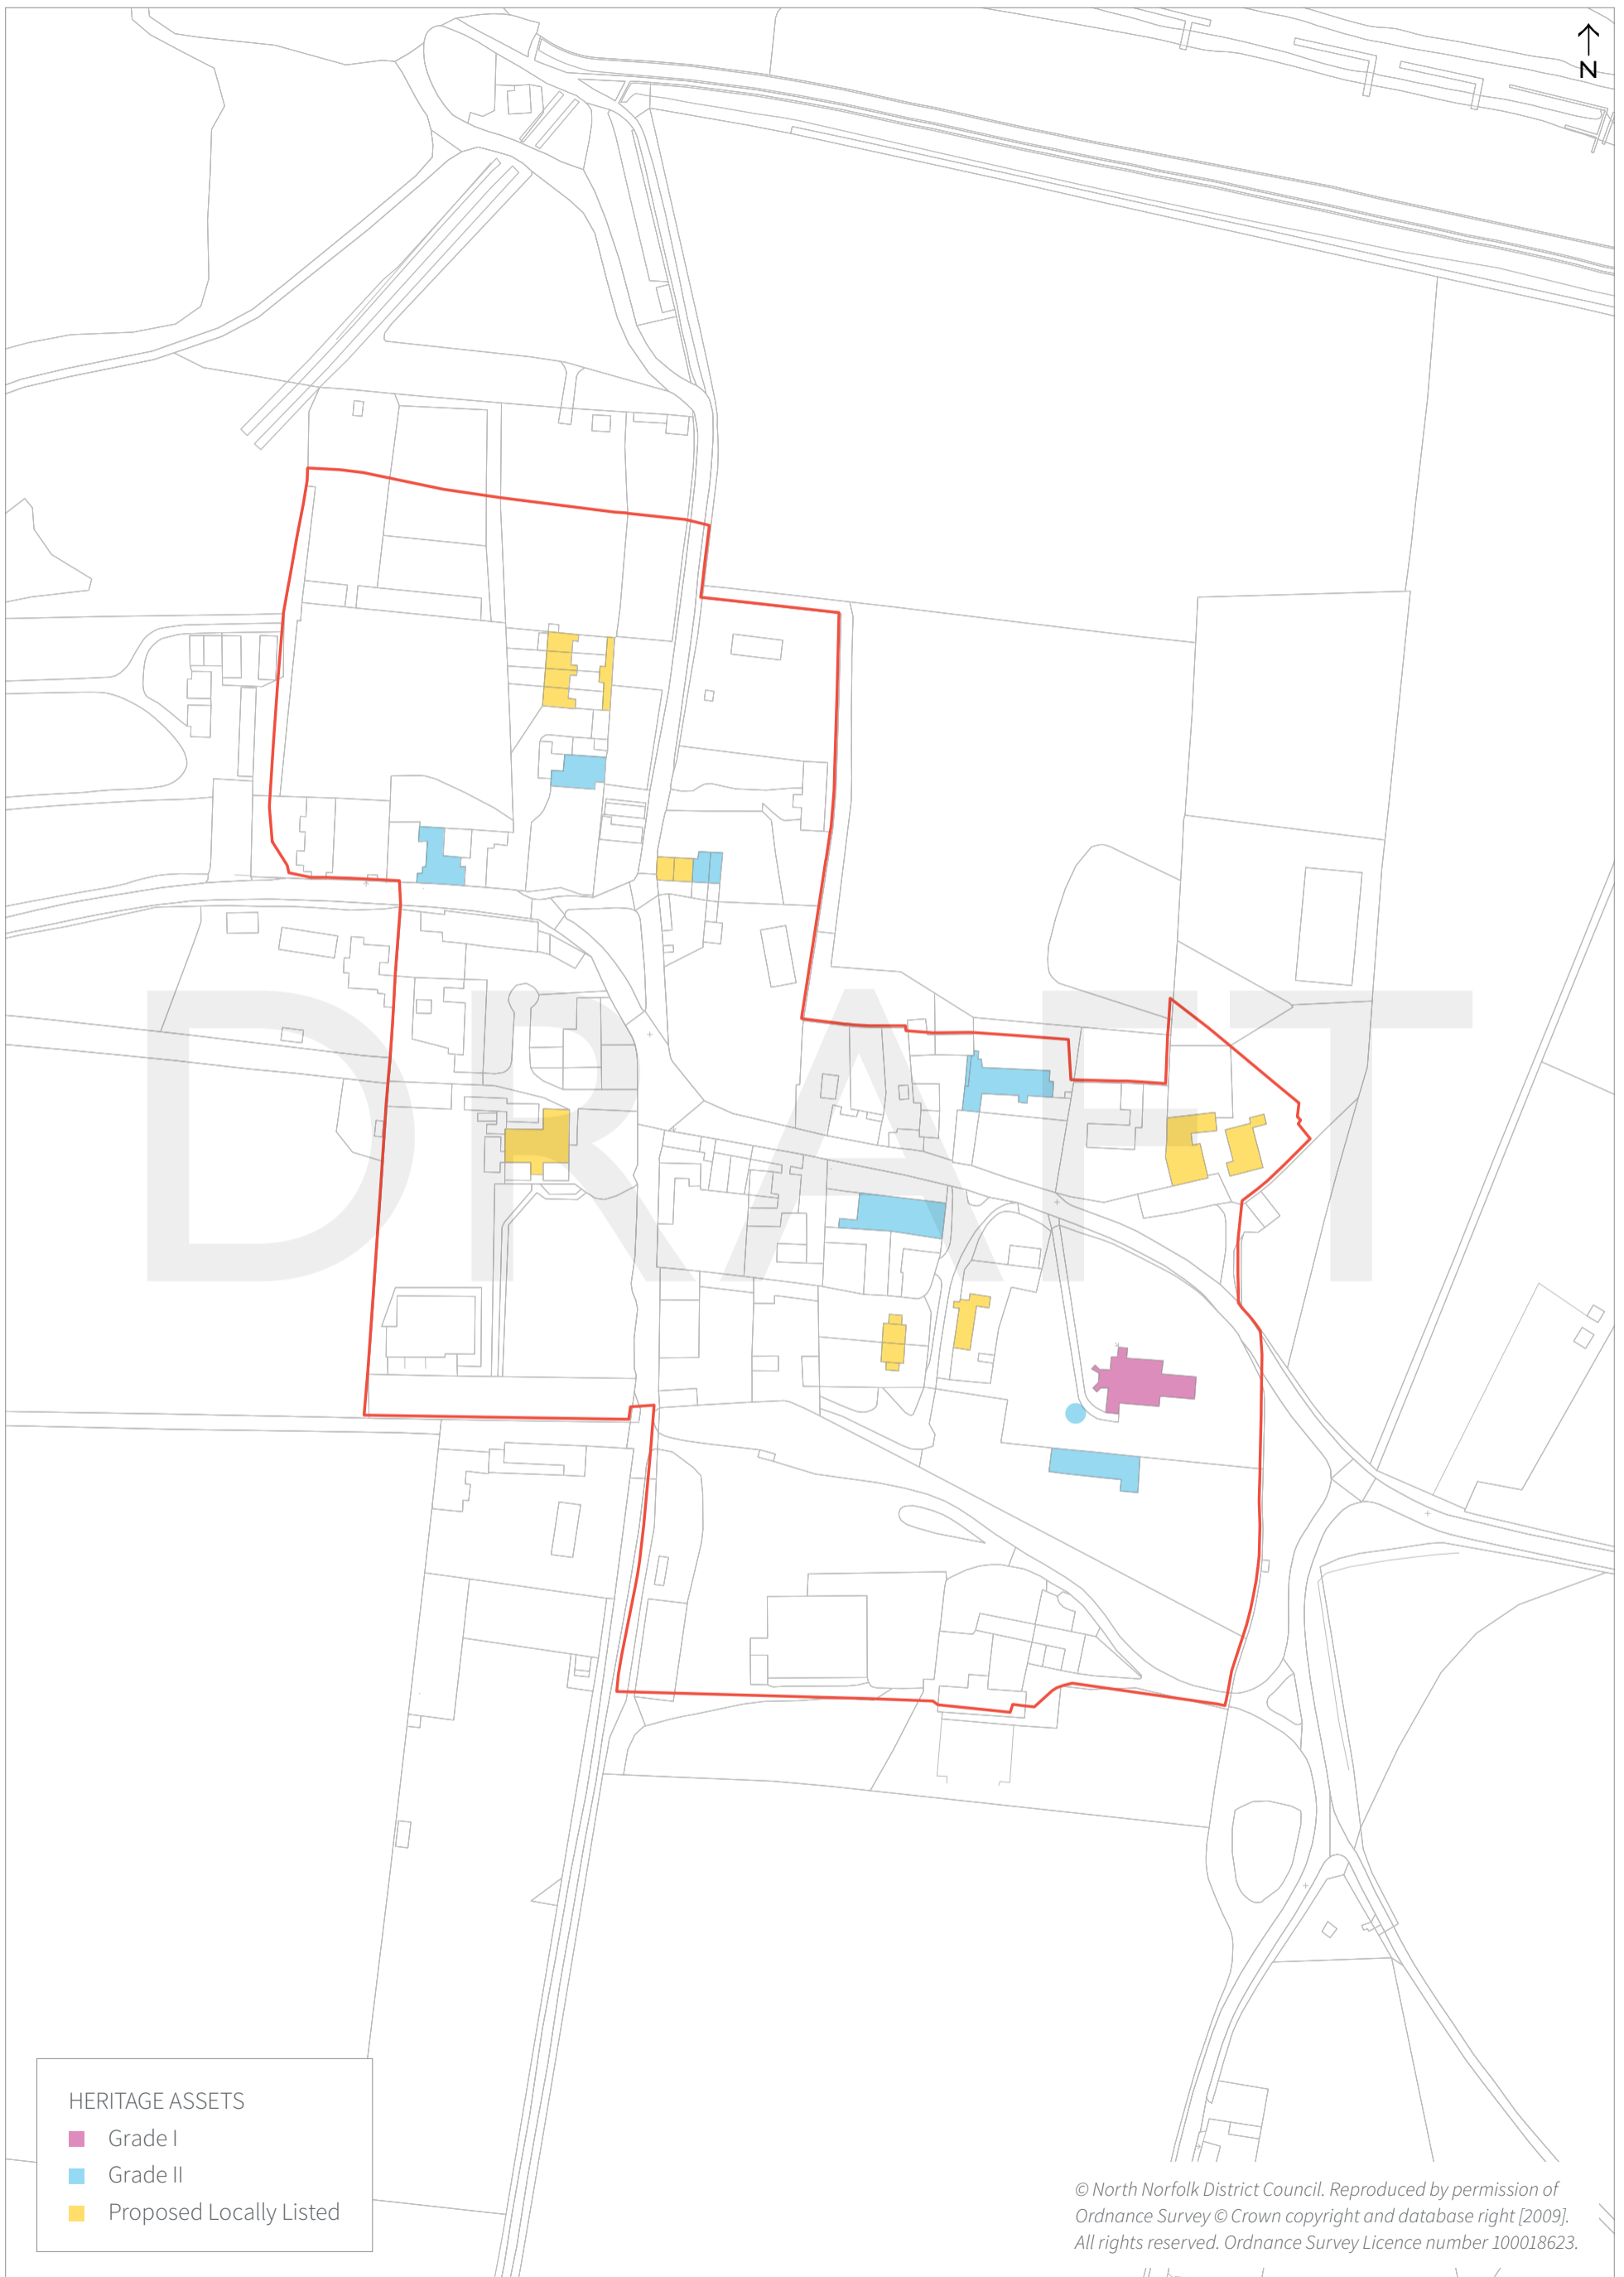 N
DRAFT
HERITAGE ASSETS
Grade I
Grade II
Proposed Locally Listed
© North Norfolk District Council. Reproduced by permission of
Ordnance Survey © Crown copyright and database right [2009].
All rights reserved. Ordnance Survey Licence number 100018623.